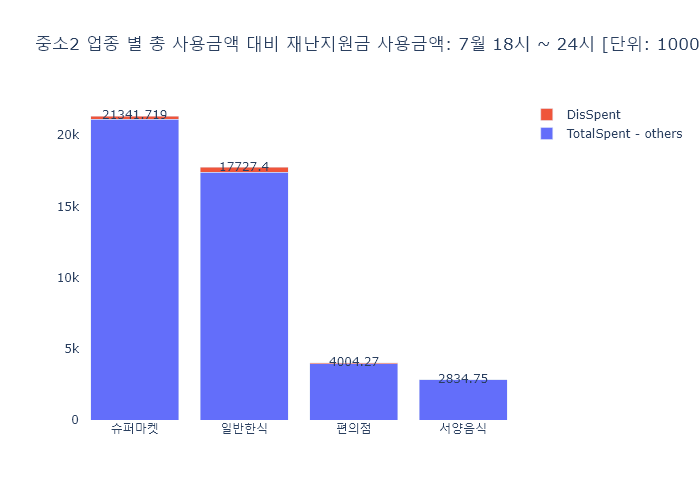 중소2 업종 별 총 사용금액 대비 재난지원금 사용금액: 7월 18시 ~ 24시 [단위: 1000
DisSpent
TotalSpent - others
21341.719
17727.4
4004.27
2834.75
20k
15k
10k
5k
0
슈퍼마켓 일반한식 편의점 서양음식